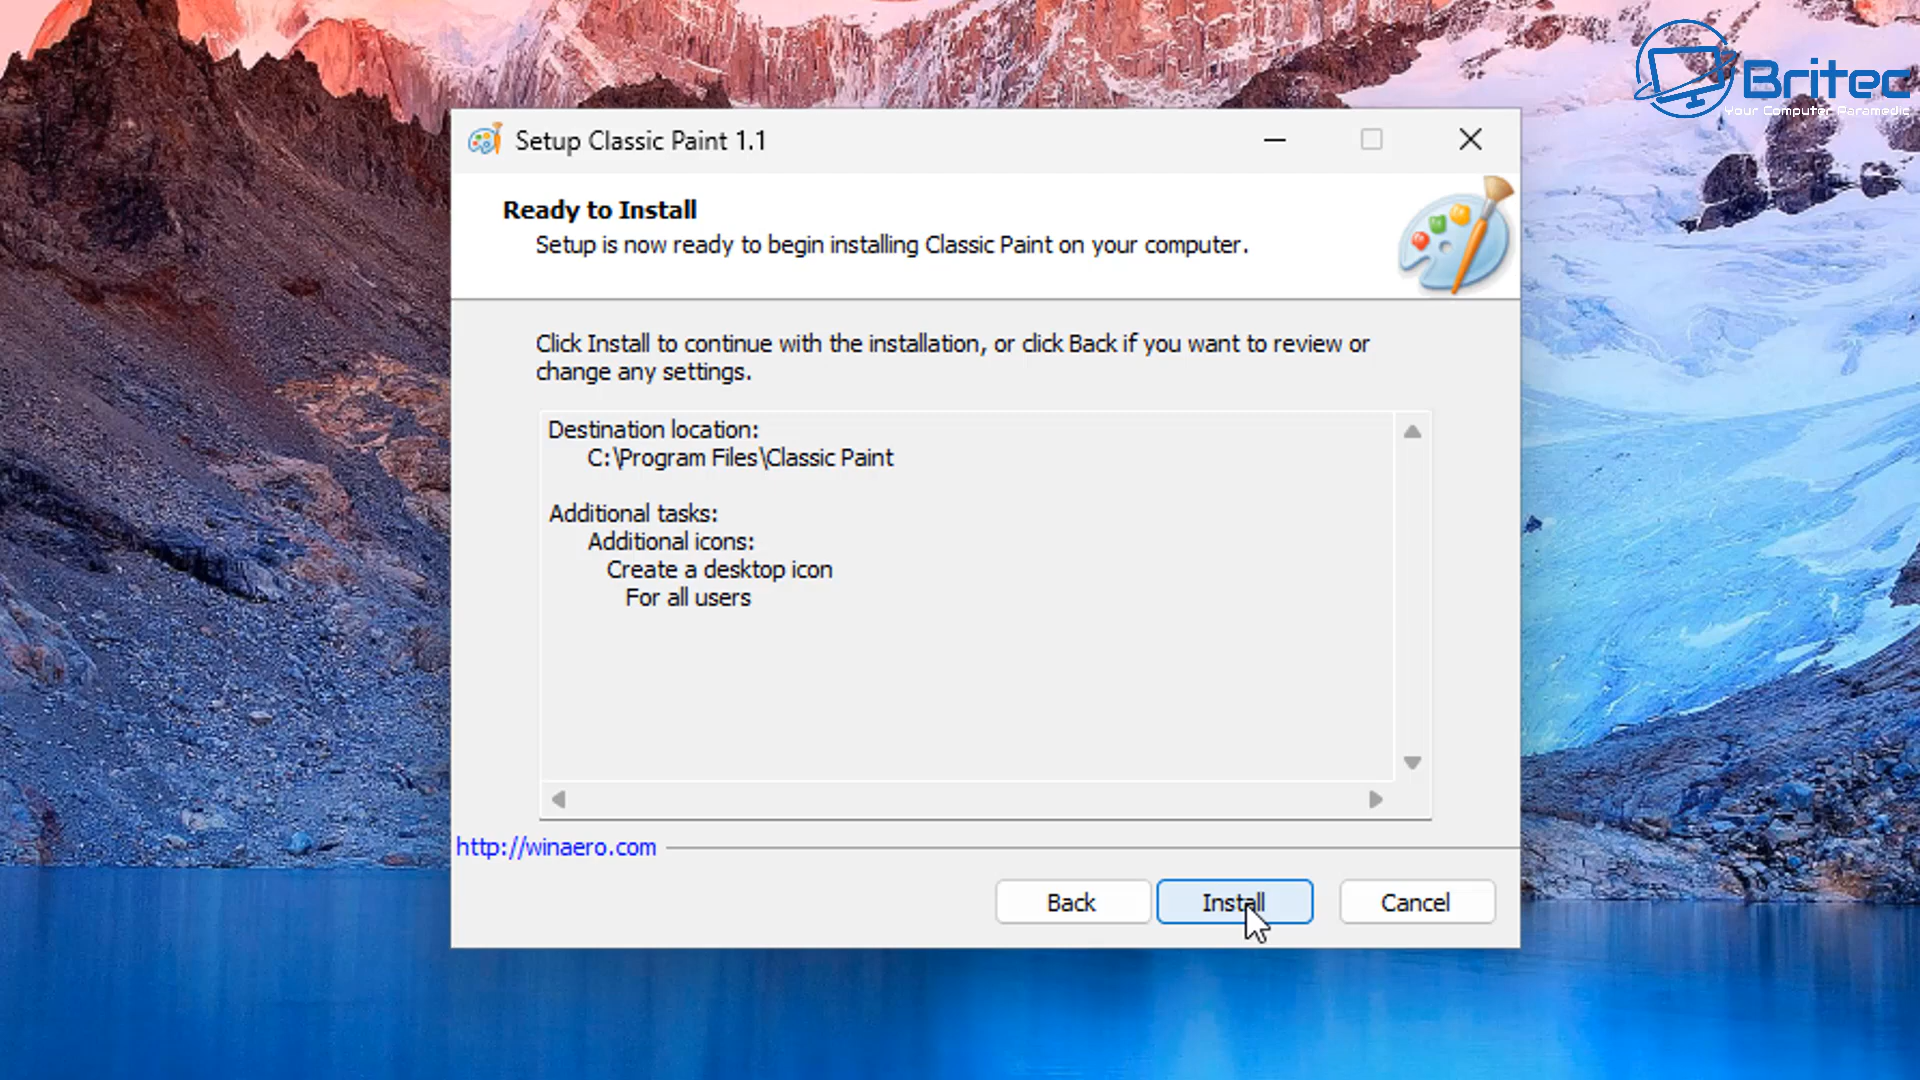 Britec
Your Computer Paramedic
Setup Classic Paint 1.1
Ready to Install
Setup is now ready to begin installing Classic Paint on your computer.
Click Install to continue with the installation, or click Back if you want to review or
change any settings.
Destination location:
C:\Program Files\Classic Paint
Additional tasks:
Additional icons:
Create a desktop icon
For all users
http://winaero.com
Back
Install
Cancel